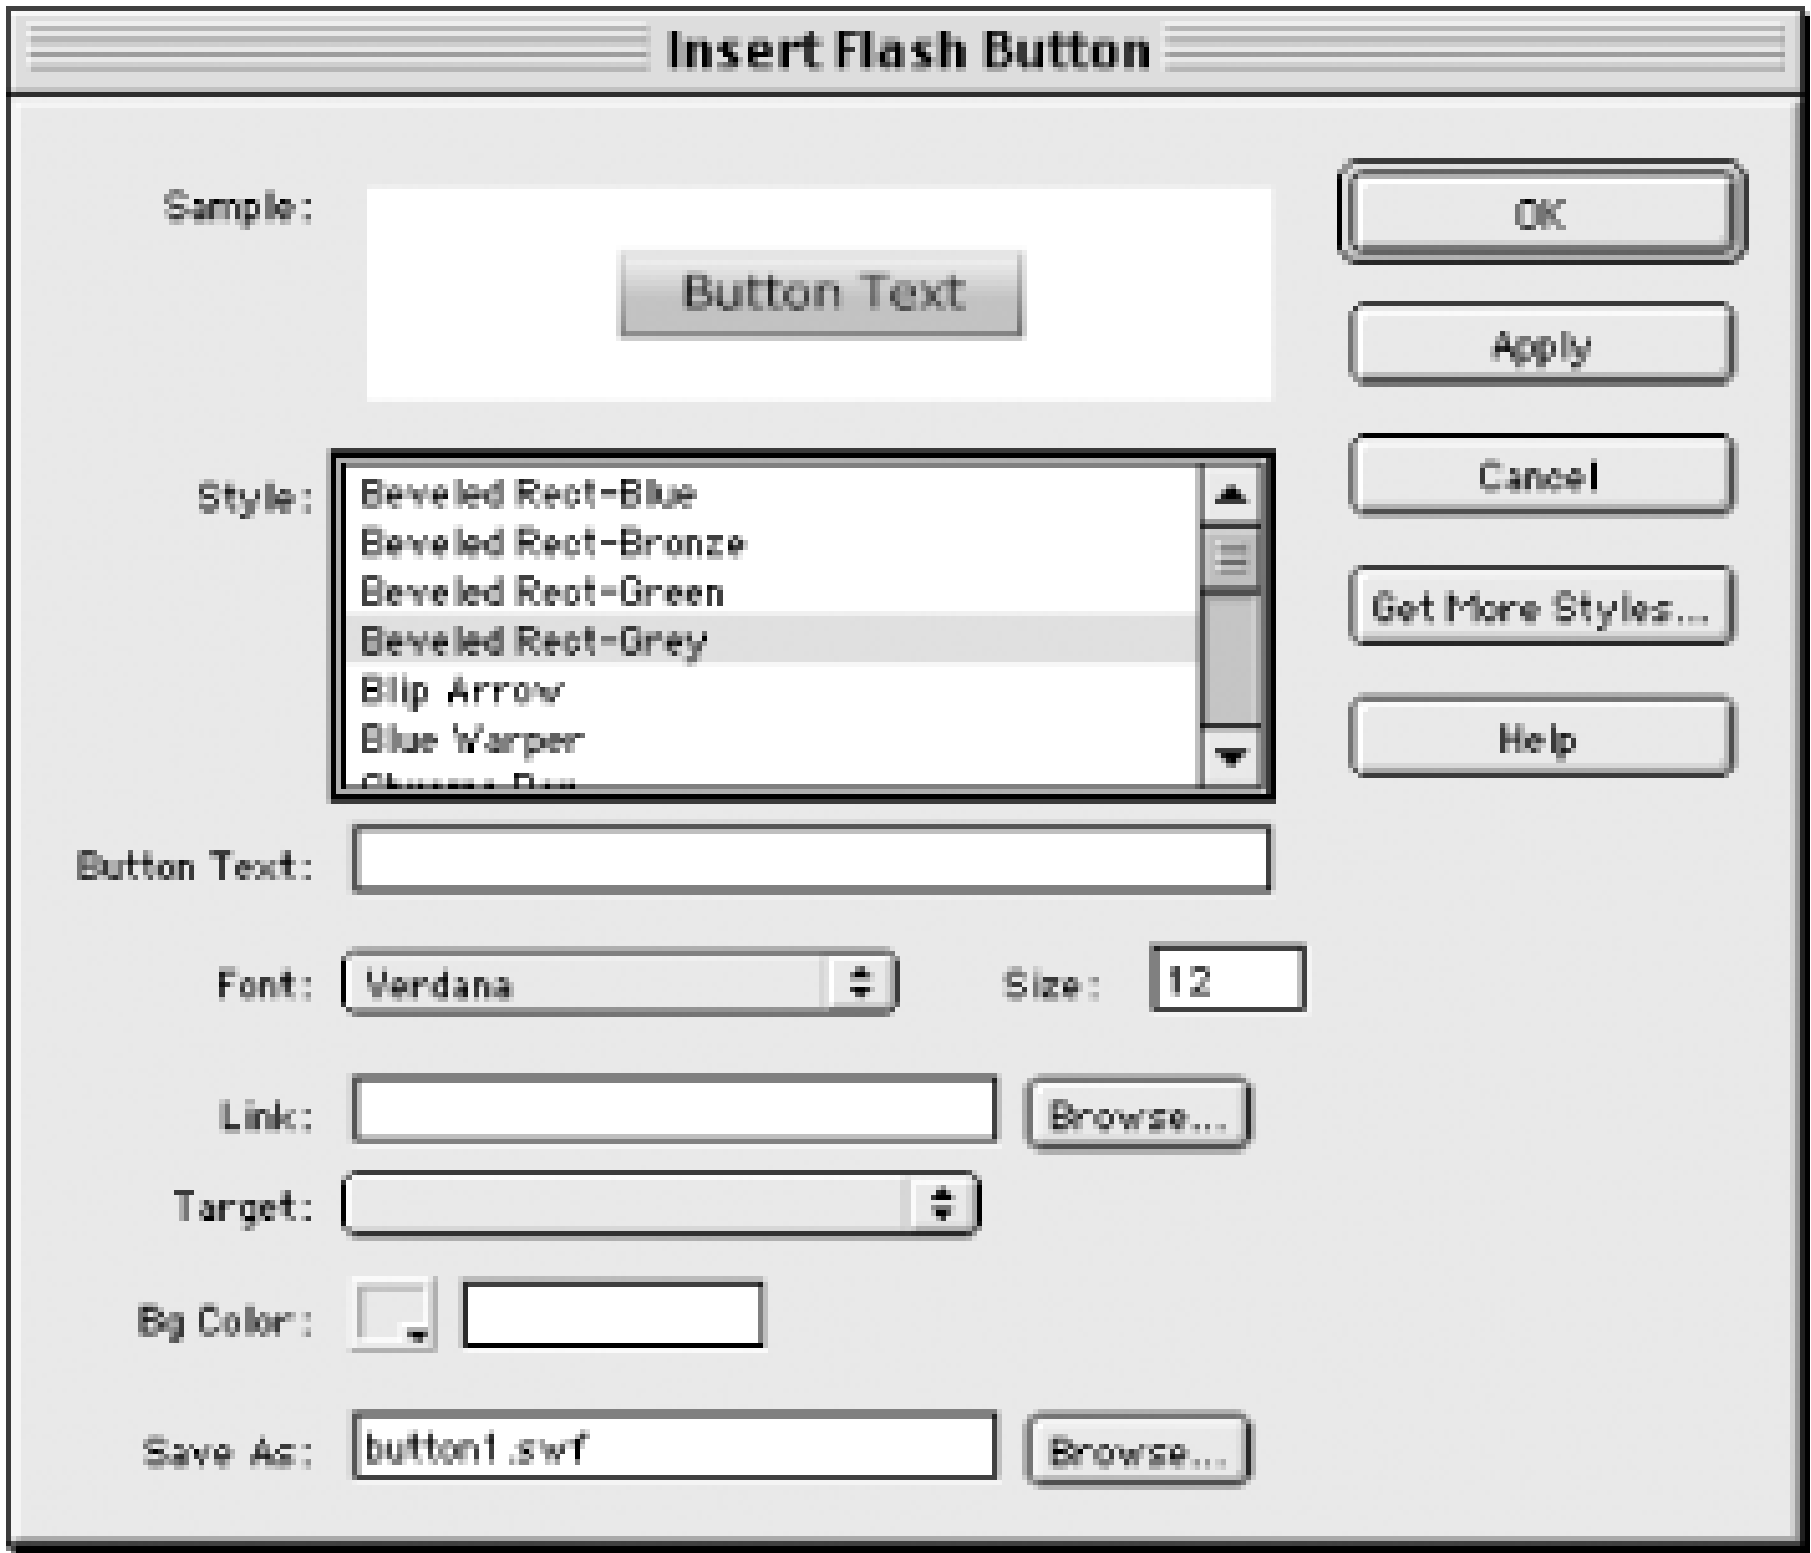 Insert Flash Button
Sample:
Button Text
OK
Apply
Cancel
Get More Styles...
Help
Style:
Beveled Rect-Blue
Beveled Rect-Bronze
Beveled Rect-Green
Beveled Rect-Grey
Blip Arrow
Blue Warper
Button Text:
Font: Verdana Size: 12
Link: Browse...
Target:
Bg Color:
Save As: button1.swf Browse...